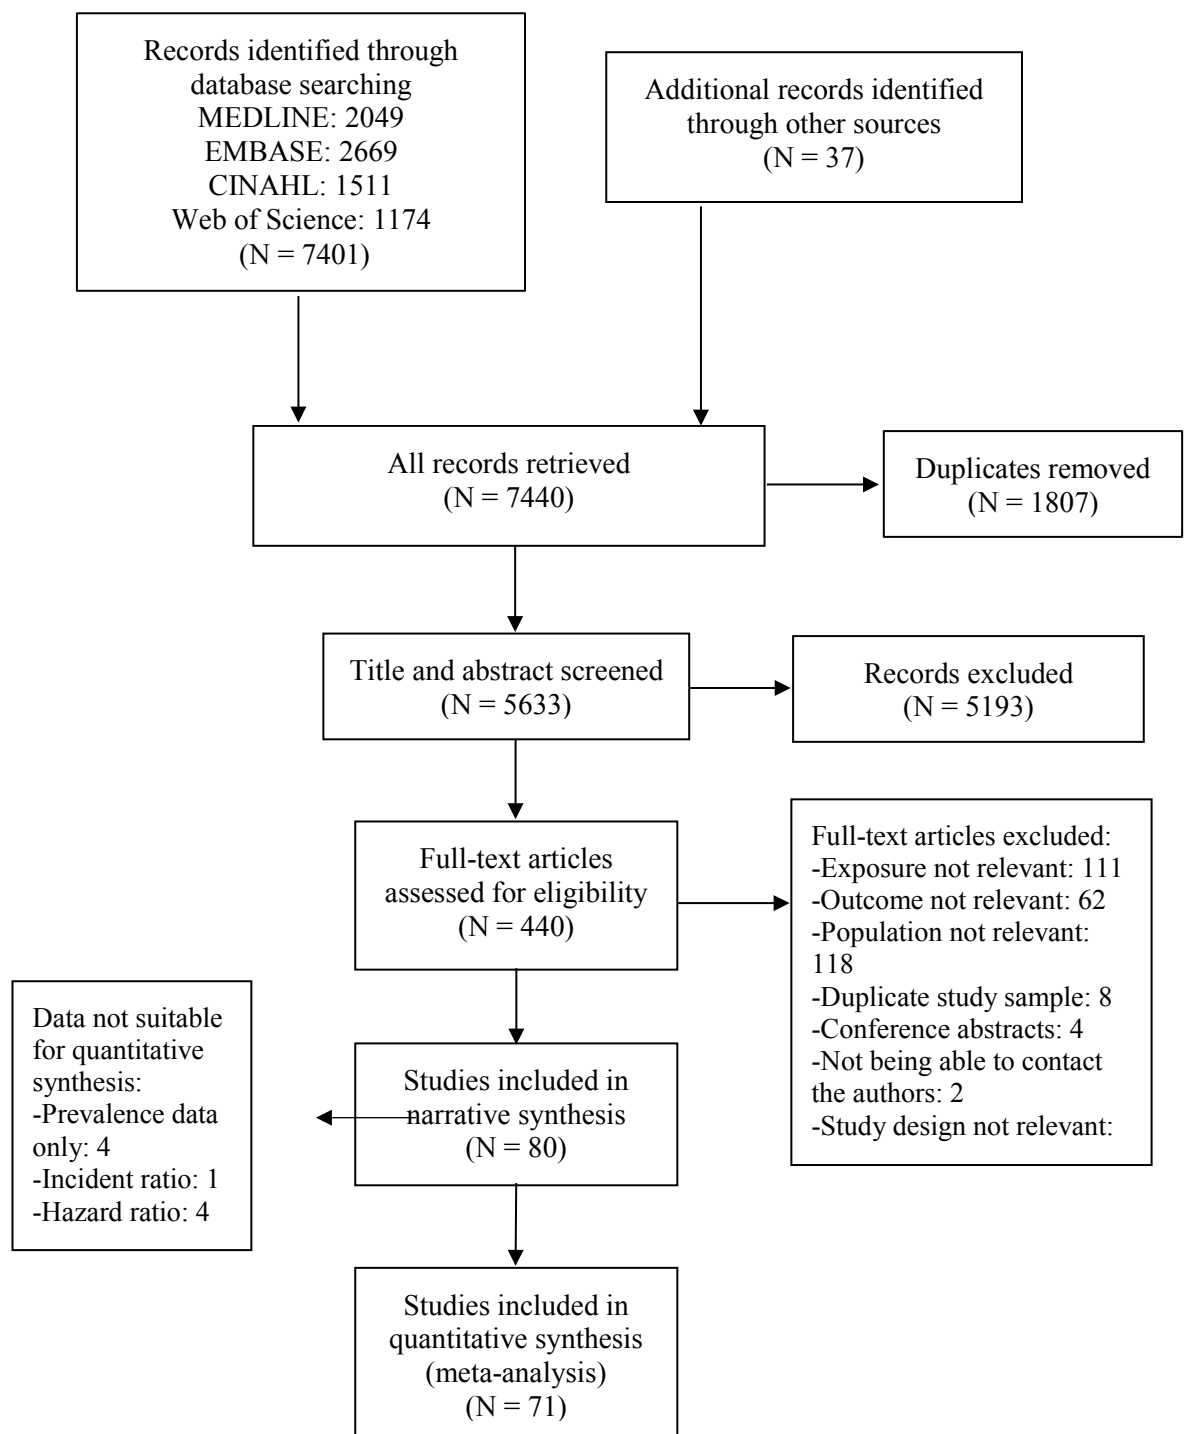 Records identified through
database searching
MEDLINE: 2049
EMBASE: 2669
CINAHL: 1511
Web of Science: 1174
(N = 7401)
Additional records identified
through other sources
(N = 37)
All records retrieved
(N = 7440)
Duplicates removed
(N = 1807)
Title and abstract screened
(N = 5633)
Records excluded
(N = 5193)
Full-text articles
assessed for eligibility
(N = 440)
Full-text articles excluded:
-Exposure not relevant: 111
-Outcome not relevant: 62
-Population not relevant:
118
-Duplicate study sample: 8
-Conference abstracts: 4
-Not being able to contact
the authors: 2
-Study design not relevant:
Data not suitable
for quantitative
synthesis:
-Prevalence data
only: 4
-Incident ratio: 1
-Hazard ratio: 4
Studies included in
narrative synthesis
(N = 80)
Studies included in
quantitative synthesis
(meta-analysis)
(N = 71)